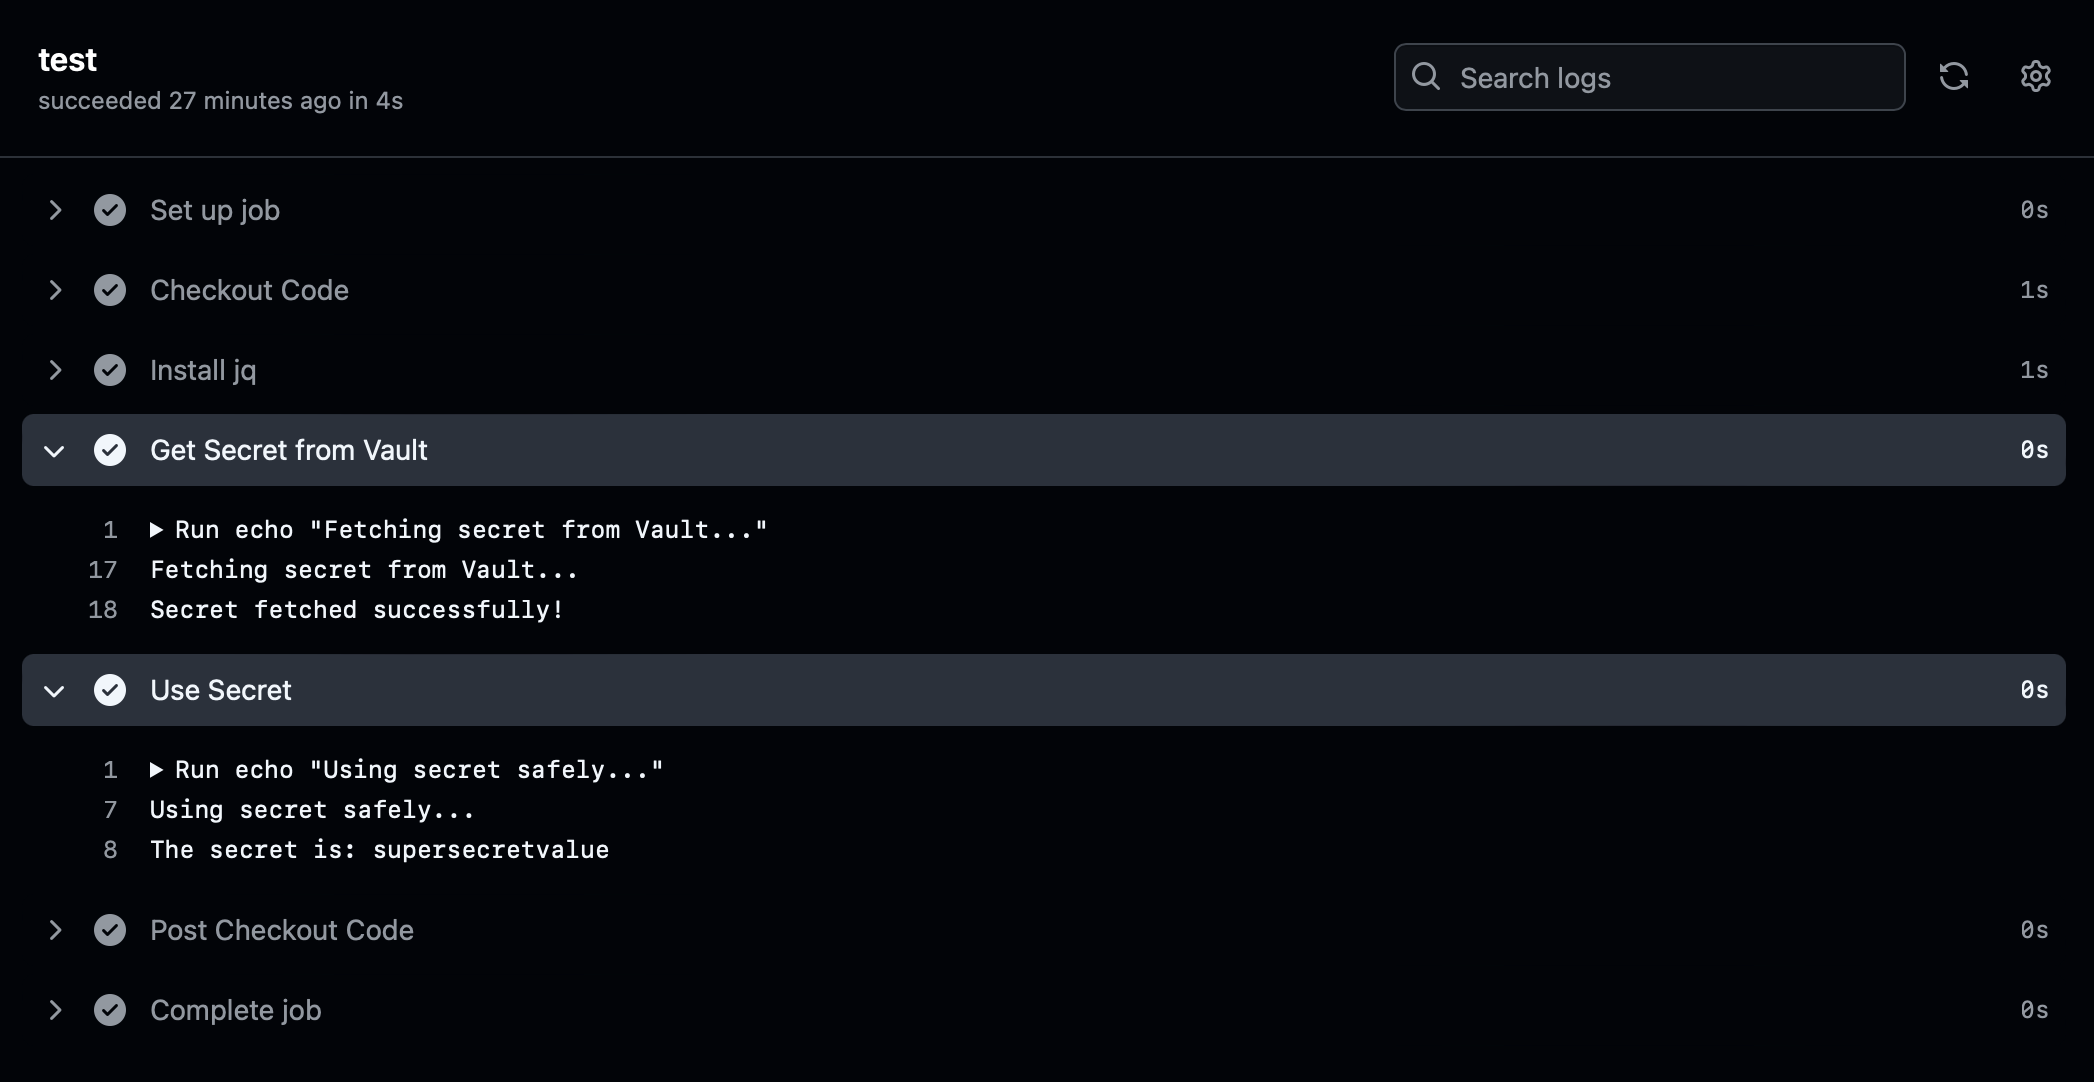 test
succeeded 27 minutes ago in 4s
Search logs
Set up job 0s
Checkout Code 1s
Install jq 1s
Get Secret from Vault 0s
1 Run echo "Fetching secret from Vault..."
17 Fetching secret from Vault...
18 Secret fetched successfully!
Use Secret 0s
1 Run echo "Using secret safely..."
7 Using secret safely...
8 The secret is: supersecretvalue
Post Checkout Code 0s
Complete job 0s